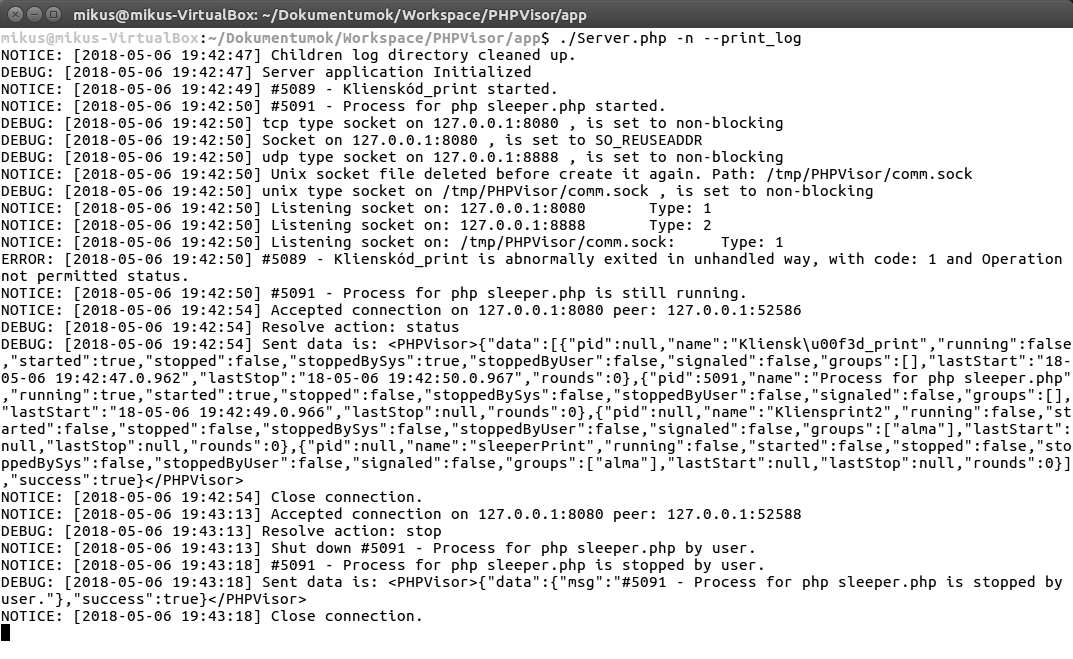 mikus@mikus-VirtualBox: ~/Dokumentumok/Workspace/PHPVisor/app
mikus@mikus-VirtualBox:~/Dokumentumok/Workspace/PHPVisor/app$ ./Server.php -n --print_log
NOTICE: [2018-05-06 19:42:47] Children log directory cleaned up.
DEBUG: [2018-05-06 19:42:47] Server application Initialized
NOTICE: [2018-05-06 19:42:49] #5089 - Klienskód_print started.
NOTICE: [2018-05-06 19:42:50] #5091 - Process for php sleeper.php started.
DEBUG: [2018-05-06 19:42:50] tcp type socket on 127.0.0.1:8080 , is set to non-blocking
DEBUG: [2018-05-06 19:42:50] Socket on 127.0.0.1:8080 , is set to SO_REUSEADDR
DEBUG: [2018-05-06 19:42:50] udp type socket on 127.0.0.1:8888 , is set to non-blocking
NOTICE: [2018-05-06 19:42:50] Unix socket file deleted before create it again. Path: /tmp/PHPVisor/comm.sock
DEBUG: [2018-05-06 19:42:50] unix type socket on /tmp/PHPVisor/comm.sock , is set to non-blocking
NOTICE: [2018-05-06 19:42:50] Listening socket on: 127.0.0.1:8080       Type: 1
NOTICE: [2018-05-06 19:42:50] Listening socket on: 127.0.0.1:8888       Type: 2
NOTICE: [2018-05-06 19:42:50] Listening socket on: /tmp/PHPVisor/comm.sock:     Type: 1
ERROR: [2018-05-06 19:42:50] #5089 - Klienskód_print is abnormally exited in unhandled way, with code: 1 and Operation
not permitted status.
NOTICE: [2018-05-06 19:42:50] #5091 - Process for php sleeper.php is still running.
NOTICE: [2018-05-06 19:42:54] Accepted connection on 127.0.0.1:8080 peer: 127.0.0.1:52586
DEBUG: [2018-05-06 19:42:54] Resolve action: status
DEBUG: [2018-05-06 19:42:54] Sent data is: <PHPVisor>{"data":[{"pid":null,"name":"Kliensk\u00f3d_print","running":false
,"started":true,"stopped":false,"stoppedBySys":true,"stoppedByUser":false,"signaled":false,"groups":[],"lastStart":"18-
05-06 19:42:47.0.962","lastStop":"18-05-06 19:42:50.0.967","rounds":0},{"pid":5091,"name":"Process for php sleeper.php"
,"running":true,"started":true,"stopped":false,"stoppedBySys":false,"stoppedByUser":false,"signaled":false,"groups":[],
"lastStart":"18-05-06 19:42:49.0.966","lastStop":null,"rounds":0},{"pid":null,"name":"Kliensprint2","running":false,"st
arted":false,"stopped":false,"stoppedBySys":false,"stoppedByUser":false,"signaled":false,"groups":["alma"],"lastStart":
null,"lastStop":null,"rounds":0},{"pid":null,"name":"sleeperPrint","running":false,"started":false,"stopped":false,"sto
ppedBySys":false,"stoppedByUser":false,"signaled":false,"groups":["alma"],"lastStart":null,"lastStop":null,"rounds":0}]
,"success":true}</PHPVisor>
NOTICE: [2018-05-06 19:42:54] Close connection.
NOTICE: [2018-05-06 19:43:13] Accepted connection on 127.0.0.1:8080 peer: 127.0.0.1:52588
DEBUG: [2018-05-06 19:43:13] Resolve action: stop
NOTICE: [2018-05-06 19:43:13] Shut down #5091 - Process for php sleeper.php by user.
NOTICE: [2018-05-06 19:43:18] #5091 - Process for php sleeper.php is stopped by user.
DEBUG: [2018-05-06 19:43:18] Sent data is: <PHPVisor>{"data":{"msg":"#5091 - Process for php sleeper.php is stopped by
user."},"success":true}</PHPVisor>
NOTICE: [2018-05-06 19:43:18] Close connection.